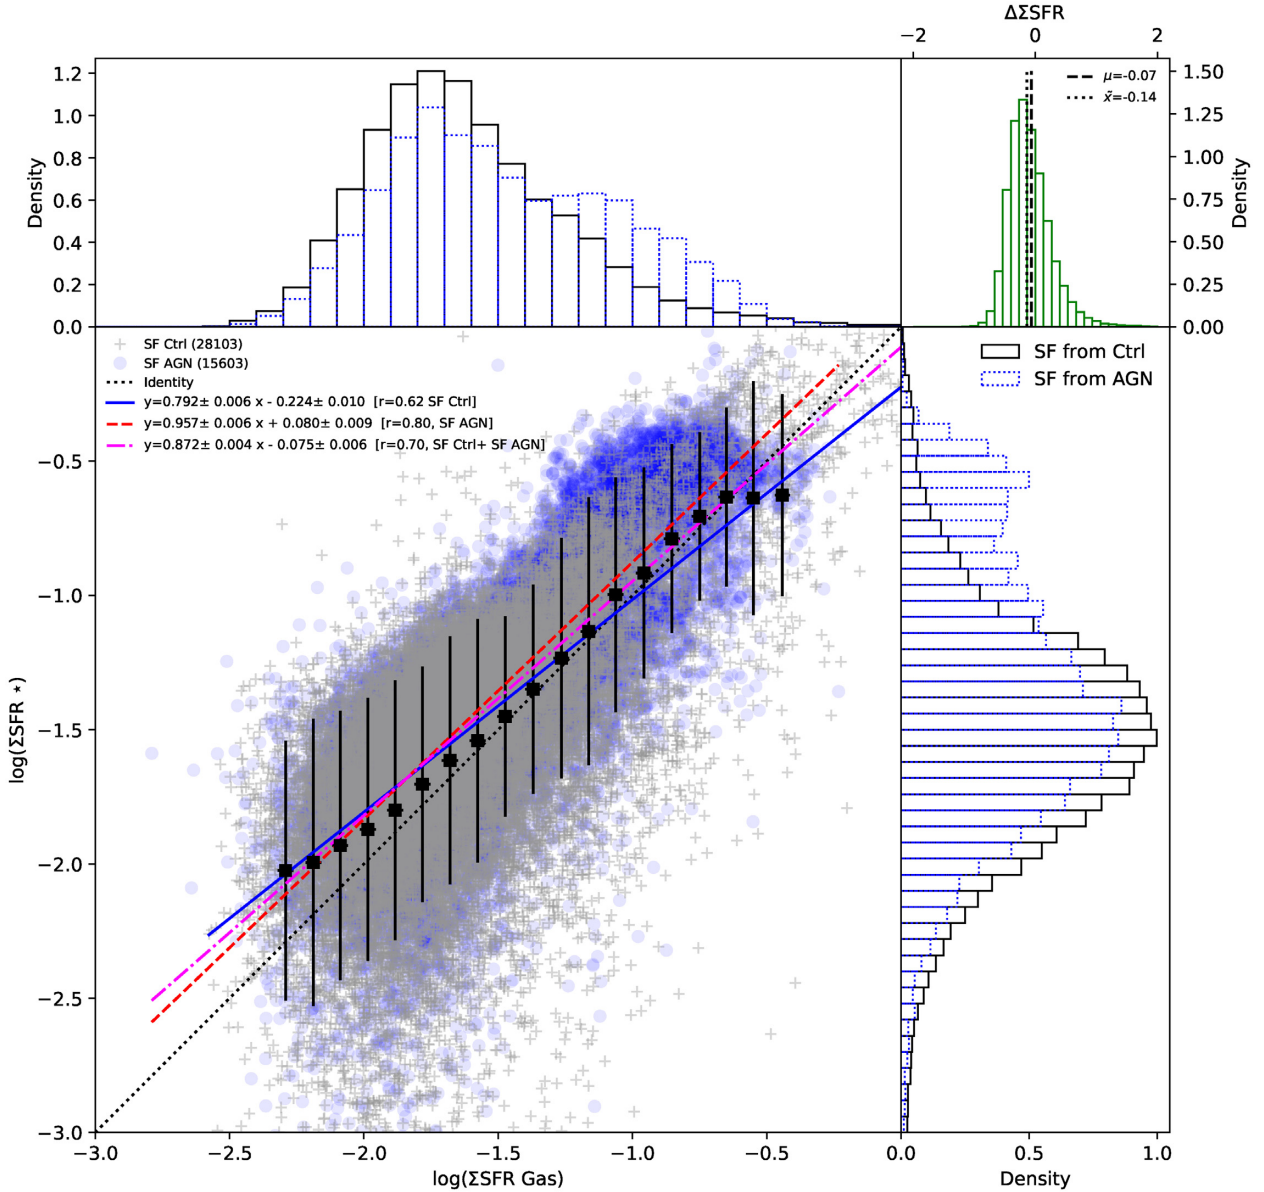 ΔΣSFR
−2 0 2
1.2
1.0
0.8
0.6
0.4
0.2
0.0
Density
μ=-0.07
x̃=-0.14
1.50
1.25
1.00
0.75
0.50
0.25
0.00
Density
SF Ctrl (28103)
SF AGN (15603)
Identity
y=0.792± 0.006 x - 0.224± 0.010 [r=0.62 SF Ctrl]
y=0.957± 0.006 x + 0.080± 0.009 [r=0.80, SF AGN]
y=0.872± 0.004 x - 0.075± 0.006 [r=0.70, SF Ctrl+ SF AGN]
SF from Ctrl
SF from AGN
−0.5
−1.0
−1.5
−2.0
−2.5
−3.0
log(ΣSFR ⋆)
−3.0 −2.5 −2.0 −1.5 −1.0 −0.5 0.0 0.5 1.0
log(ΣSFR Gas)
Density